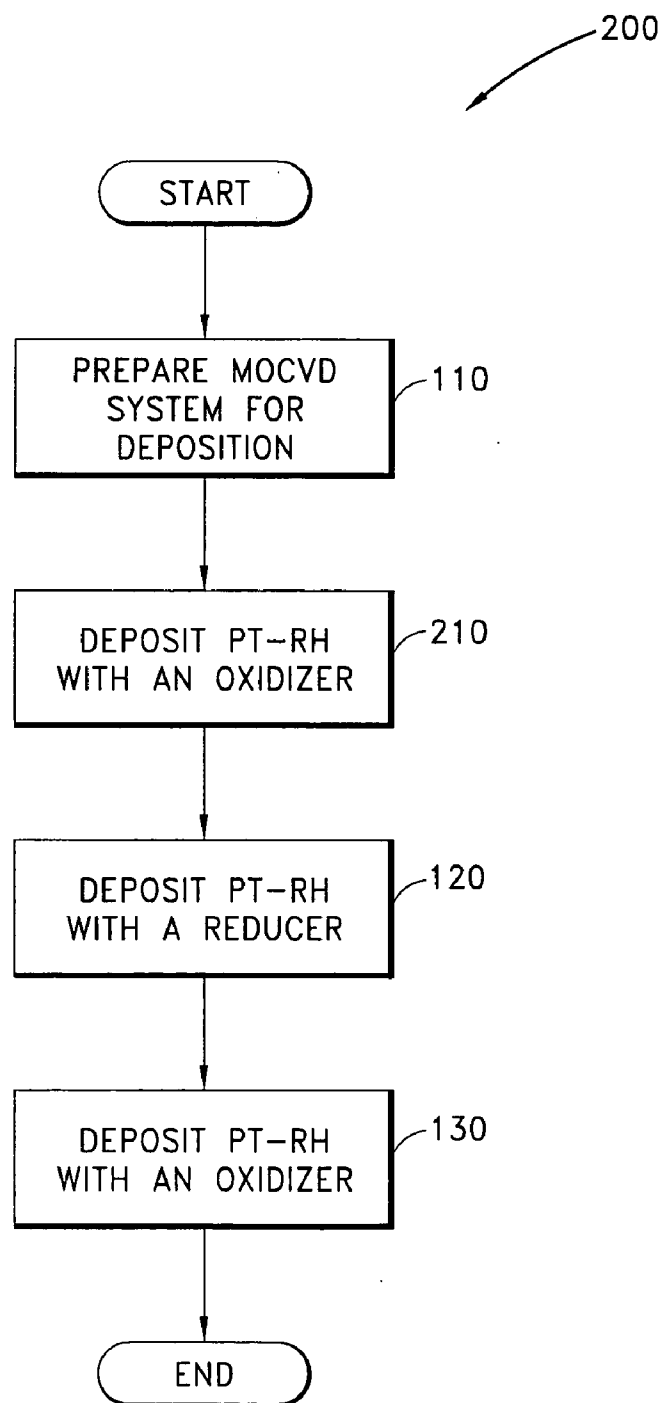 200
START
PREPARE MOCVD
SYSTEM FOR
DEPOSITION
110
DEPOSIT PT-RH
WITH AN OXIDIZER
210
DEPOSIT PT-RH
WITH A REDUCER
120
DEPOSIT PT-RH
WITH AN OXIDIZER
130
END